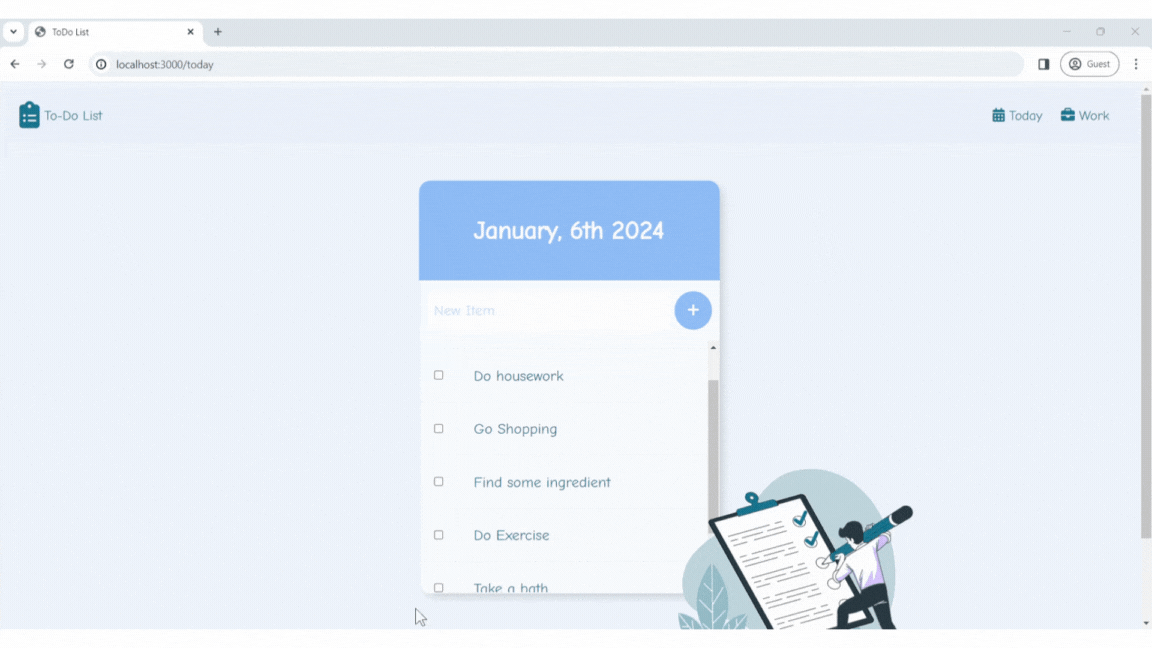 ToDo List
localhost:3000/today
Guest
To-Do List
Today
Work
January, 6th 2024
New Item
Do housework
Go Shopping
Find some ingredient
Do Exercise
Take a bath